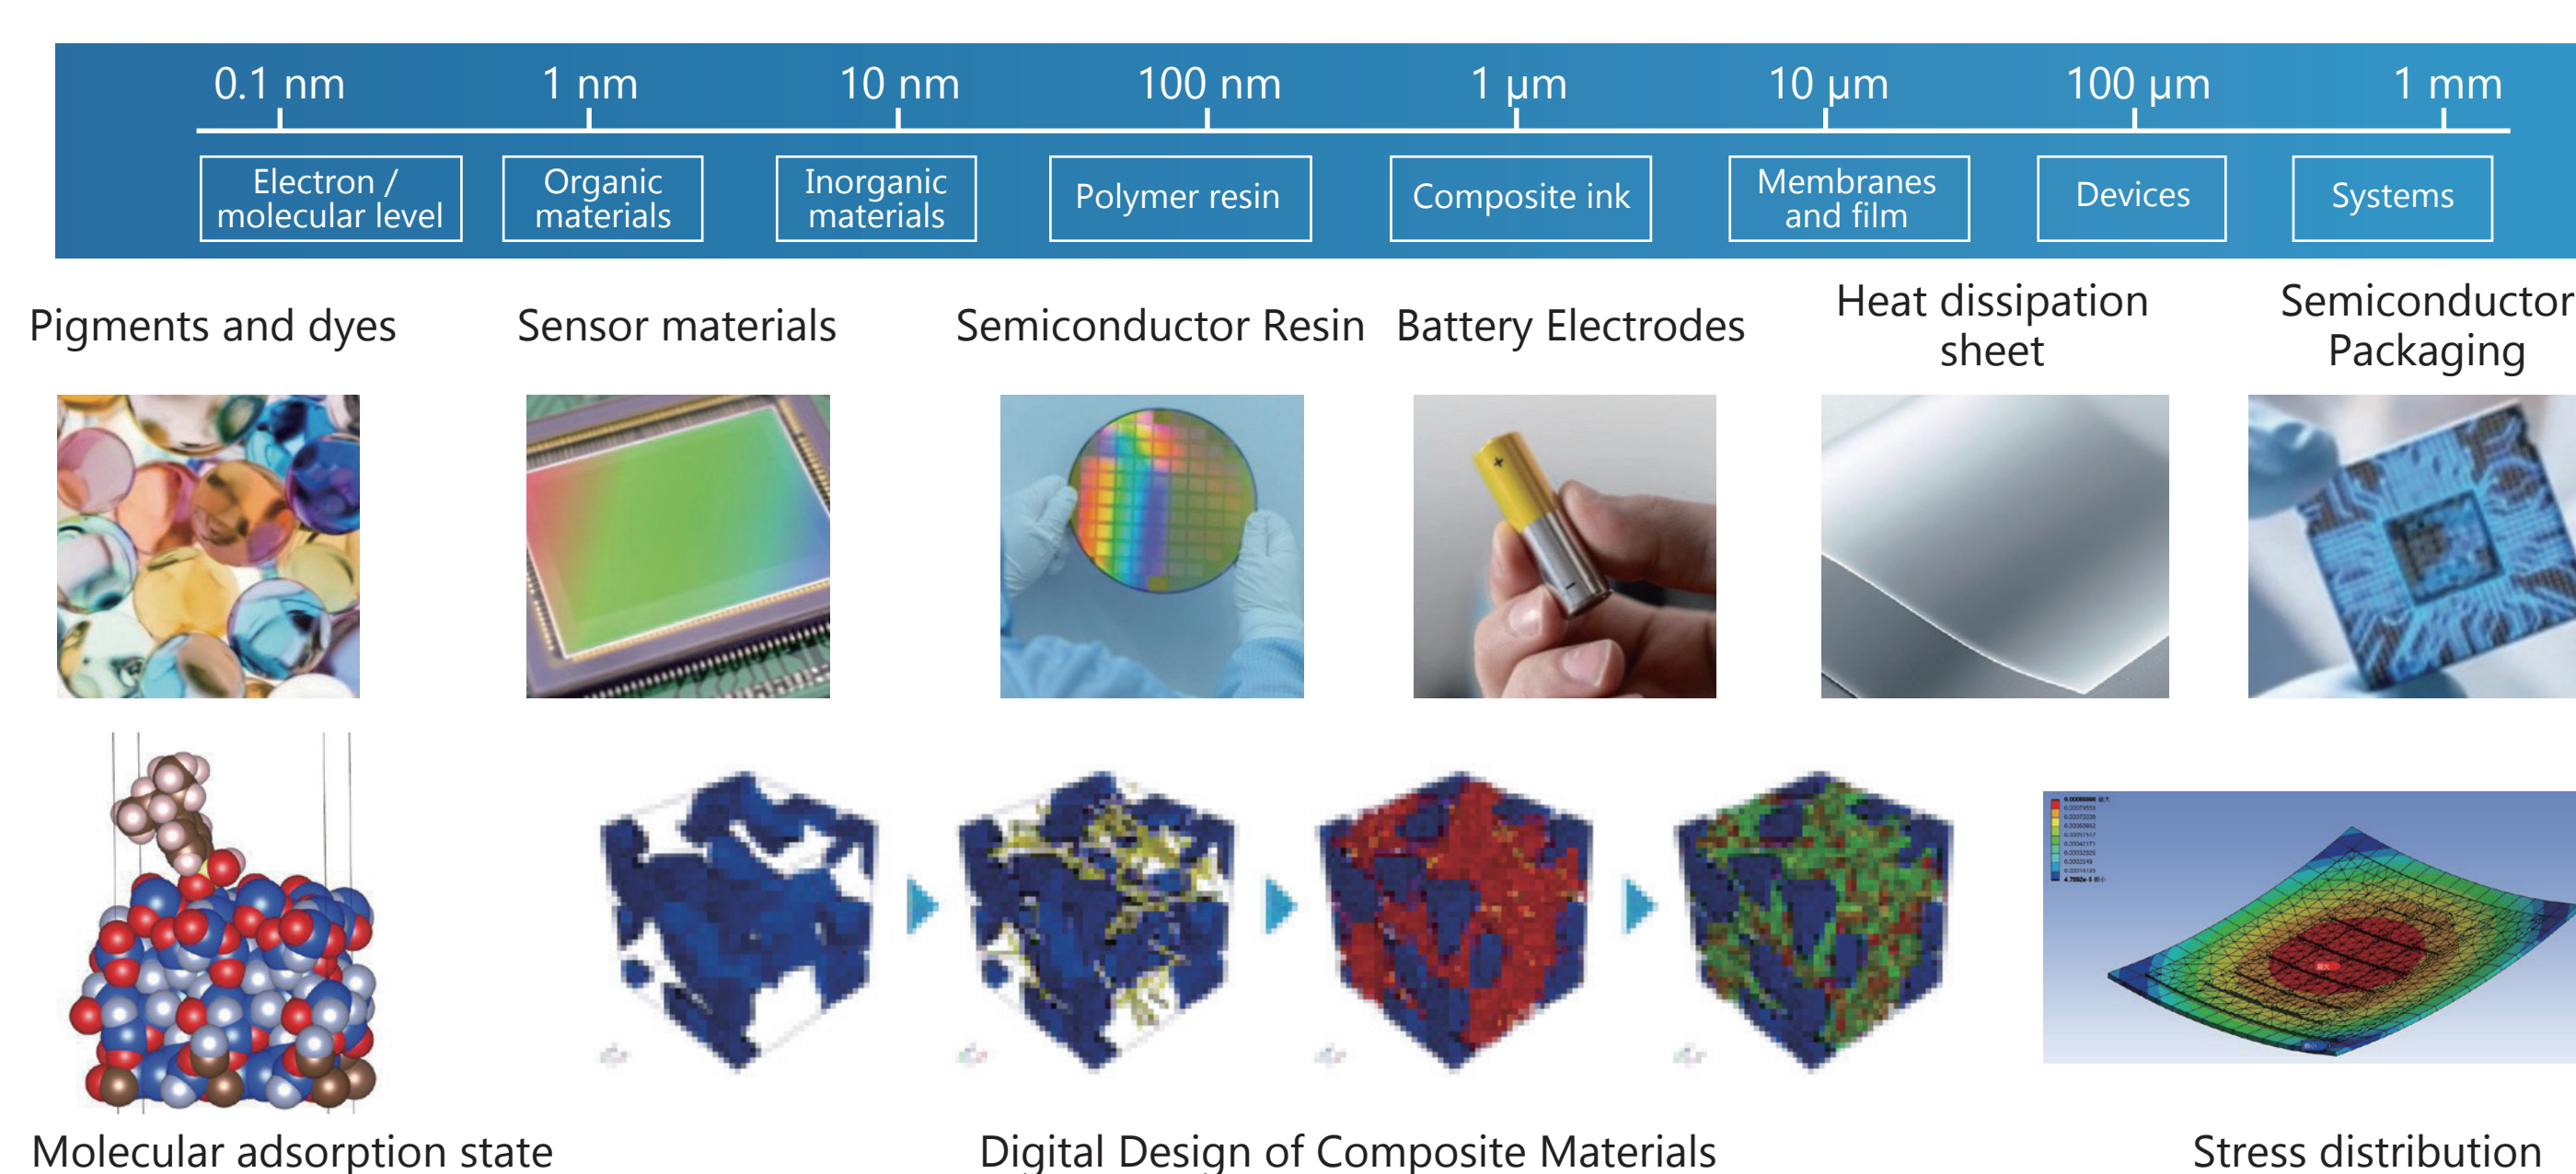 0.1 nm 1 nm 10 nm 100 nm 1 μm 10 μm 100 μm 1 mm
Electron /
molecular level
Organic
materials
Inorganic
materials
Polymer resin
Composite ink
Membranes
and film
Devices
Systems
Pigments and dyes
Sensor materials
Semiconductor Resin
Battery Electrodes
Heat dissipation
sheet
Semiconductor
Packaging
+
-
Molecular adsorption state
Digital Design of Composite Materials
Stress distribution